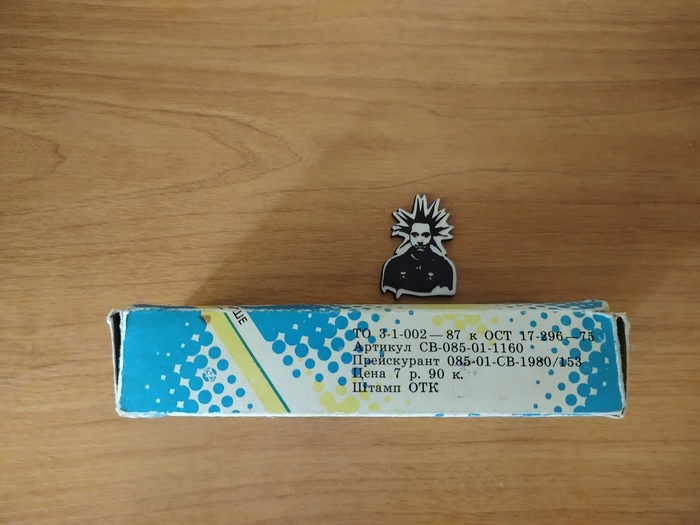 ШЕ
ТО 3-1-002—87 к ОСТ 17-296—75
Артикул СВ-085-01-1160
Прейскурант 085-01-СВ-1980/153
Цена 7 р. 90 к.
Штамп ОТК